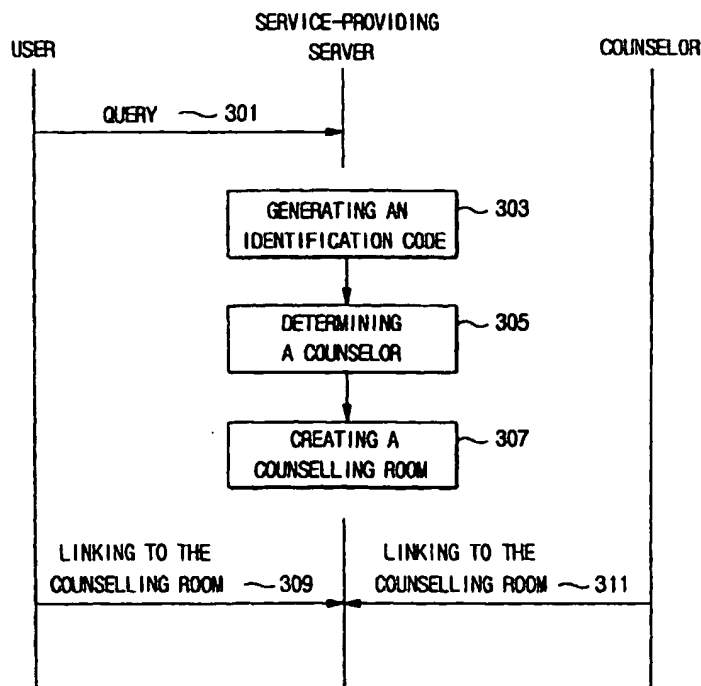 SERVICE-PROVIDING
USER
SERVER
COUNSELOR
QUERY 301
GENERATING AN
IDENTIFICATION CODE
303
DETERMINING
A COUNSELOR
305
CREATING A
COUNSELLING ROOM
307
LINKING TO THE
COUNSELLING ROOM 309
LINKING TO THE
COUNSELLING ROOM 311